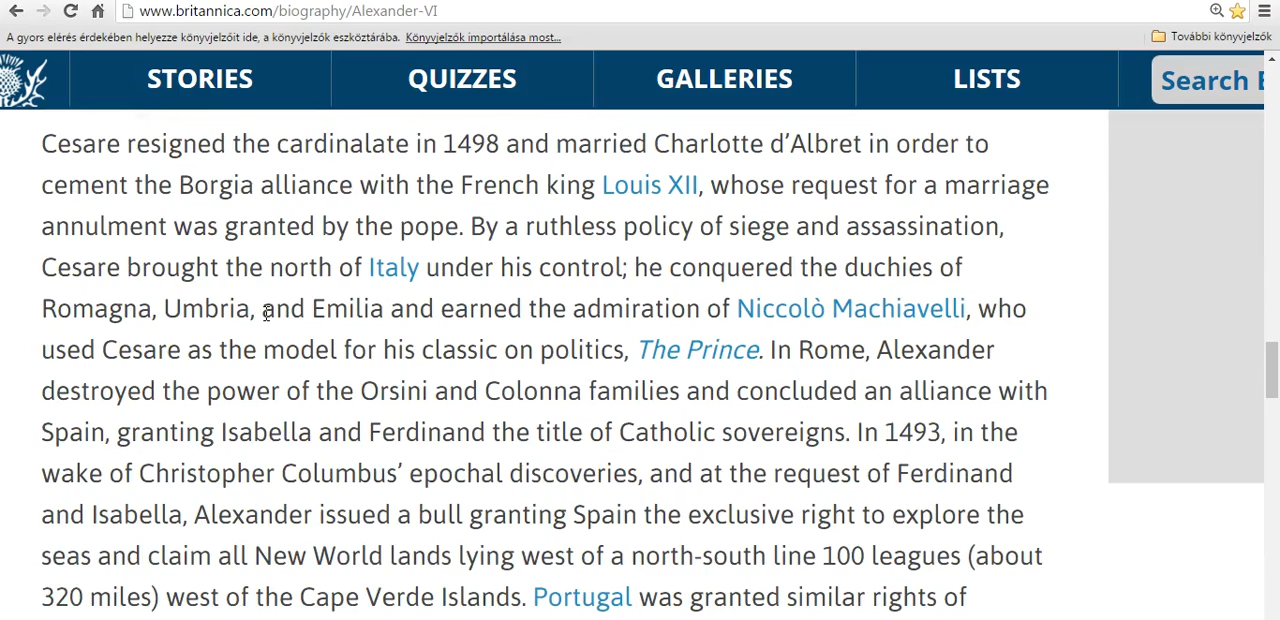 www.britannica.com/biography/Alexander-VI
A gyors elérés érdekében helyezze könyvjelzőit ide, a könyvjelzők eszköztárába. Könyvjelzők importálása most... További könyvjelzők
STORIES QUIZZES GALLERIES LISTS Search E
Cesare resigned the cardinalate in 1498 and married Charlotte d’Albret in order to
cement the Borgia alliance with the French king Louis XII, whose request for a marriage
annulment was granted by the pope. By a ruthless policy of siege and assassination,
Cesare brought the north of Italy under his control; he conquered the duchies of
Romagna, Umbria, and Emilia and earned the admiration of Niccolò Machiavelli, who
used Cesare as the model for his classic on politics, The Prince. In Rome, Alexander
destroyed the power of the Orsini and Colonna families and concluded an alliance with
Spain, granting Isabella and Ferdinand the title of Catholic sovereigns. In 1493, in the
wake of Christopher Columbus’ epochal discoveries, and at the request of Ferdinand
and Isabella, Alexander issued a bull granting Spain the exclusive right to explore the
seas and claim all New World lands lying west of a north-south line 100 leagues (about
320 miles) west of the Cape Verde Islands. Portugal was granted similar rights of